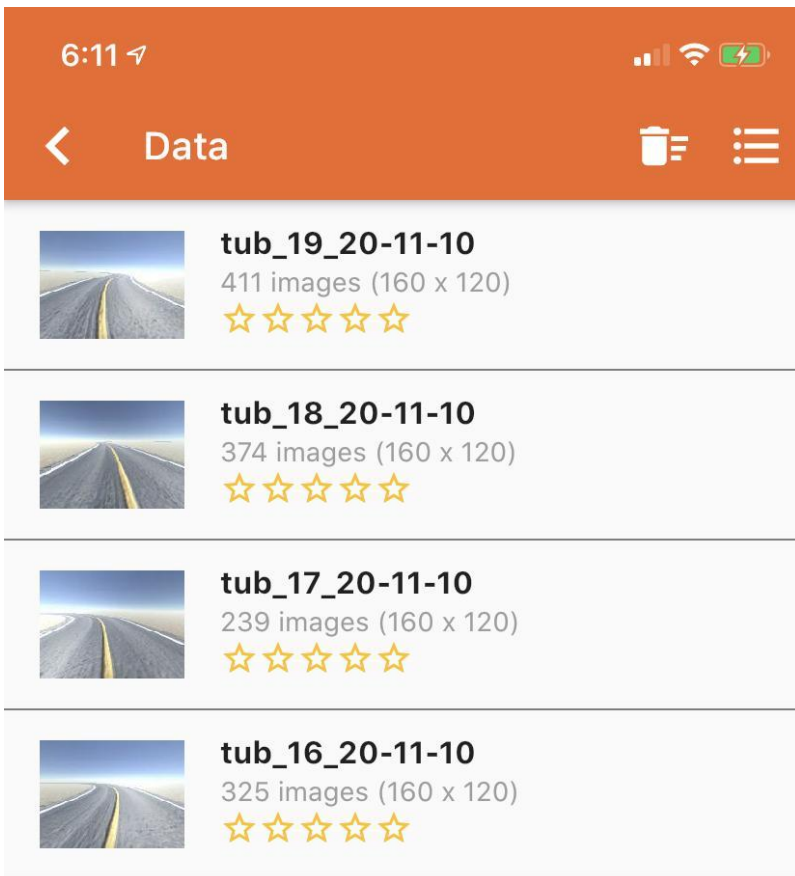 6:11
Data
tub_19_20-11-10
411 images (160 x 120)
tub_18_20-11-10
374 images (160 x 120)
tub_17_20-11-10
239 images (160 x 120)
tub_16_20-11-10
325 images (160 x 120)